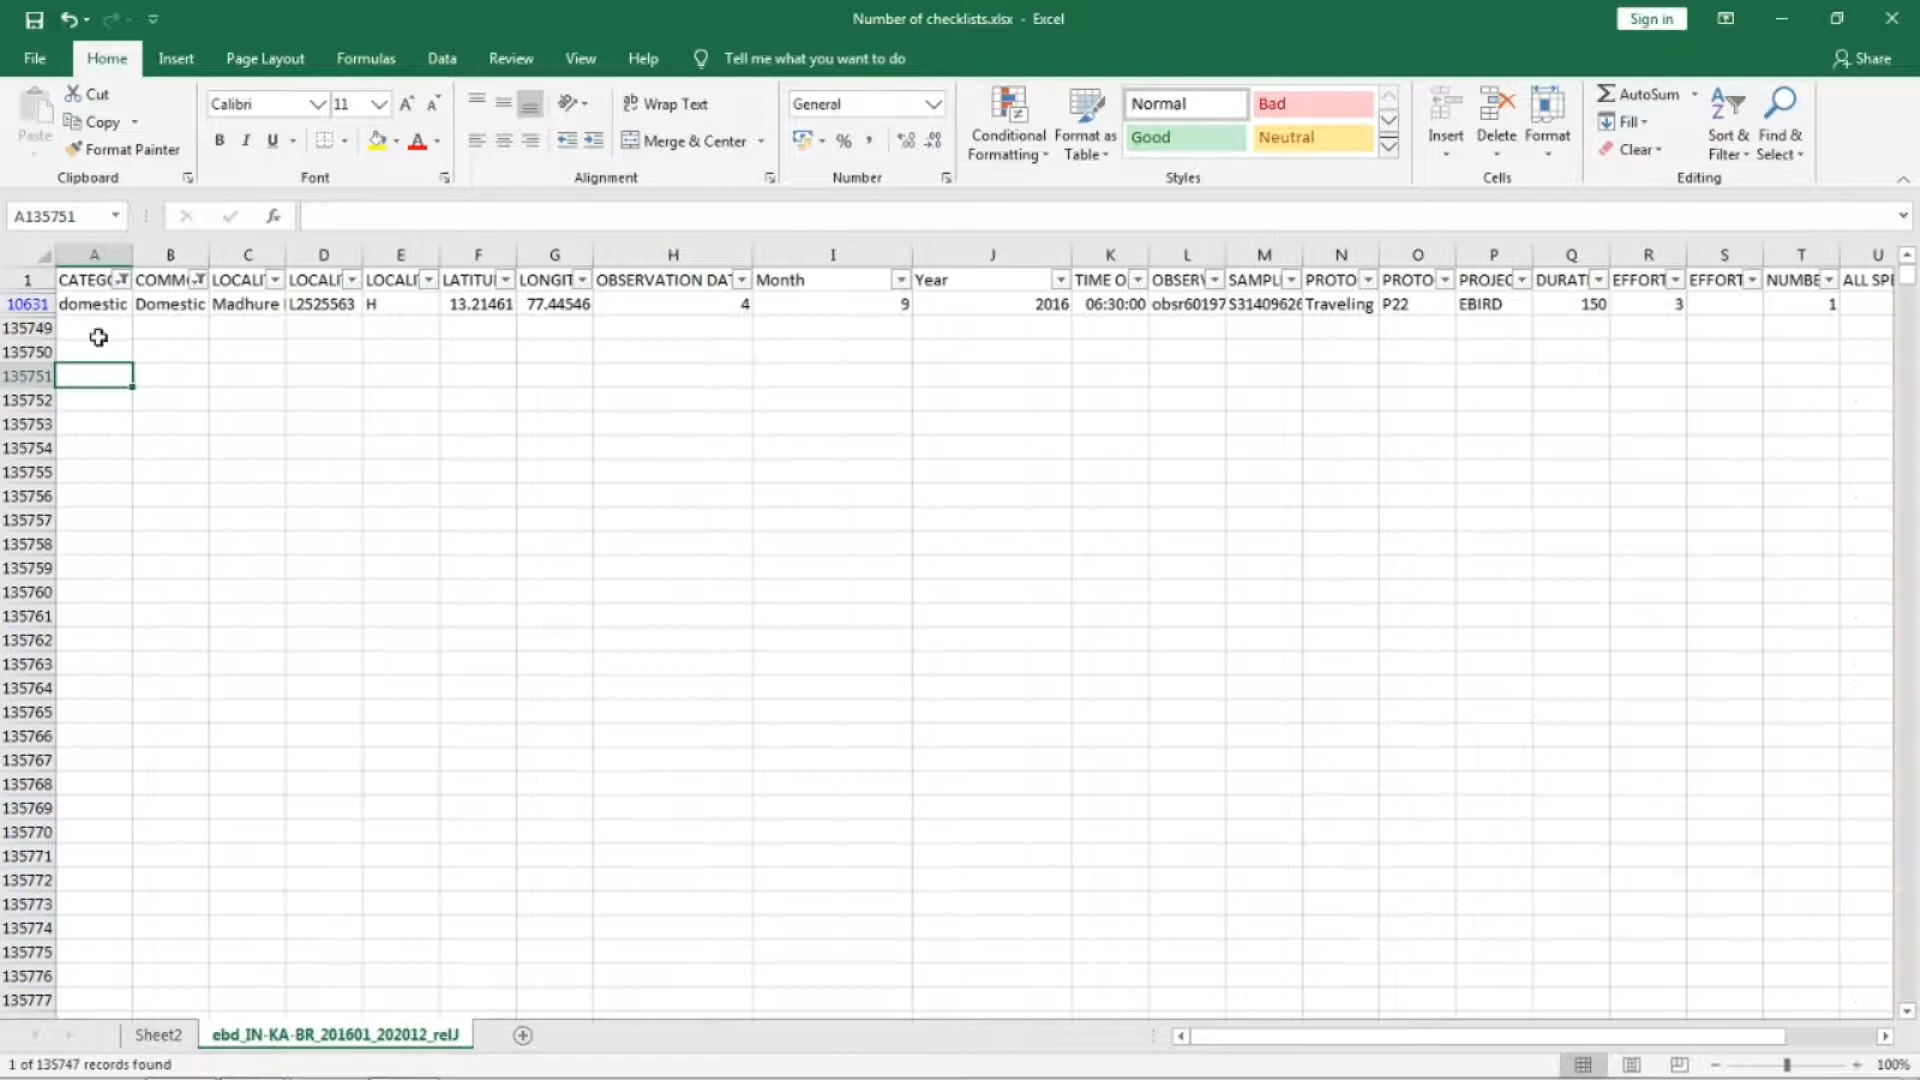 Number of checklists.xlsx - Excel
Sign in
File Home Insert Page Layout Formulas Data Review View Help Tell me what you want to do Share
Paste Cut
Copy
Format Painter
Clipboard
Calibri 11
B I U
Font
Wrap Text
Merge & Center
Alignment
General
Number
Conditional Formatting
Format as Table
Normal Bad
Good Neutral
Styles
Insert Delete Format
Cells
AutoSum
Fill
Clear
Sort & Filter
Find & Select
Editing
A135751 fx
A B C D E F G H I J K L M N O P Q R S T U
1 CATEG COMM LOCALI LOCALI LOCALI LATITU LONGIT OBSERVATION DAT Month Year TIME O OBSERV SAMPL PROTO PROTO PROJEC DURATI EFFORT EFFORT NUMBE ALL SPE
10631 domestic Domestic Madhure L2525563 H 13.21461 77.44546 4 9 2016 06:30:00 obsr60197 S31409626 Traveling P22 EBIRD 150 3 1
135749
135750
135751
135752
135753
135754
135755
135756
135757
135758
135759
135760
135761
135762
135763
135764
135765
135766
135767
135768
135769
135770
135771
135772
135773
135774
135775
135776
135777
Sheet2 ebd_IN-KA-BR_201601_202012_relJ
1 of 135747 records found 100%